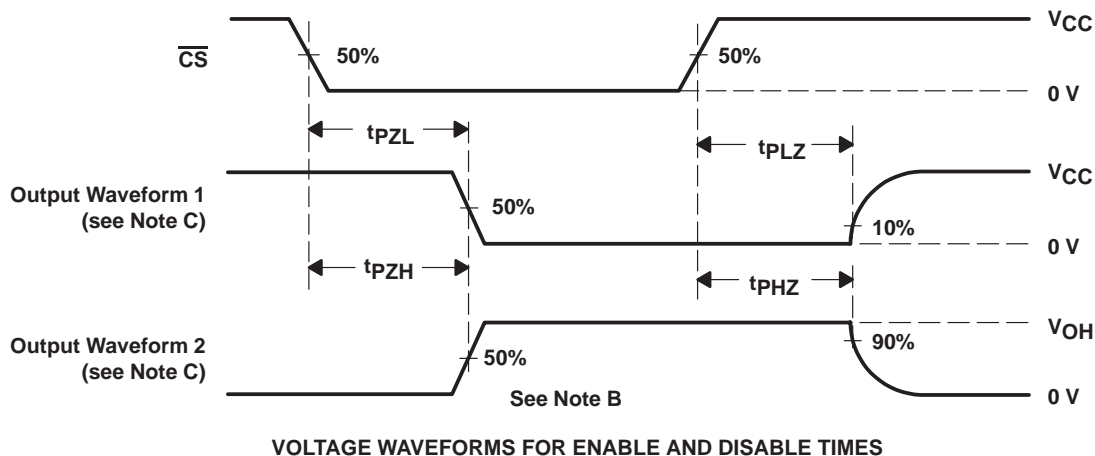 VCC
CS
50%
50%
0 V
tPZL
tPLZ
VCC
Output Waveform 1
(see Note C)
50%
10%
0 V
tPZH
tPHZ
VOH
Output Waveform 2
(see Note C)
50%
90%
See Note B
0 V
VOLTAGE WAVEFORMS FOR ENABLE AND DISABLE TIMES